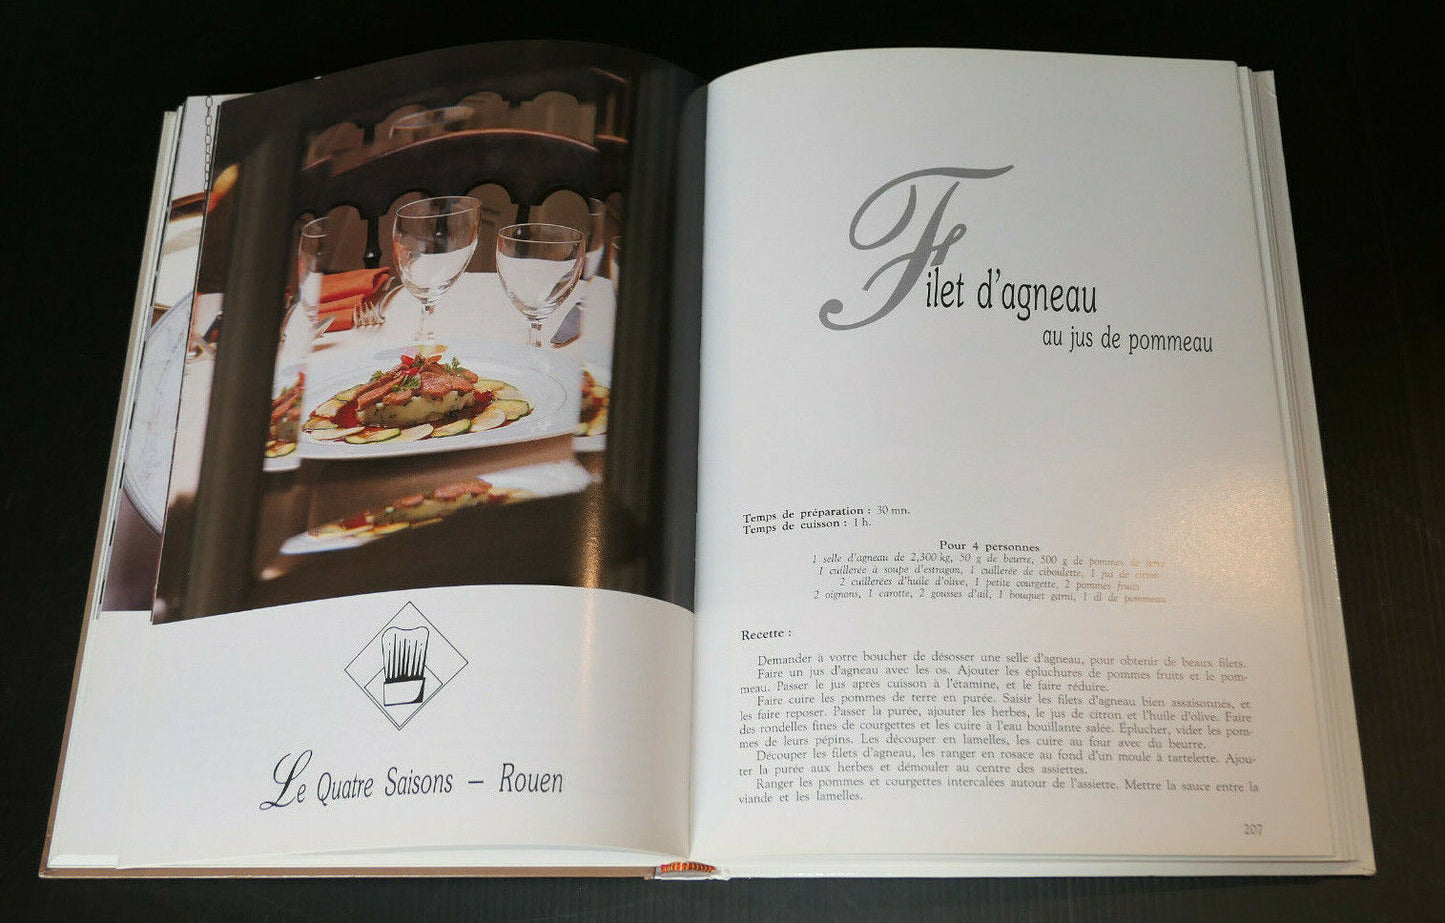 Le Quatre Saisons – Rouen
Filet d'agneau
au jus de pommeau
Temps de préparation : 30 mn.
Temps de cuisson : 1 h.
Pour 4 personnes
1 selle d'agneau de 2,300 kg, 50 g de beurre, 500 g de pommes de terre
1 cuillerée à soupe d'estragon, 1 cuillerée de ciboulette, 1 jus de citron
2 cuillerées d'huile d'olive, 1 petite courgette, 2 pommes fruits
2 oignons, 1 carotte, 2 gousses d'ail, 1 bouquet garni, 1 dl de pommeau
Recette :
Demander à votre boucher de désosser une selle d'agneau, pour obtenir de beaux filets.
Faire un jus d'agneau avec les os. Ajouter les épluchures de pommes fruits et le pom-
meau. Passer le jus après cuisson à l'étamine, et le faire réduire.
Faire cuire les pommes de terre en purée. Saisir les filets d'agneau bien assaisonnés, et
les faire reposer. Passer la purée, ajouter les herbes, le jus de citron et l'huile d'olive. Faire
des rondelles fines de courgettes et les cuire à l'eau bouillante salée. Éplucher, vider les pom-
mes de leurs pépins. Les découper en lamelles, les cuire au four avec du beurre.
Découper les filets d'agneau, les ranger en rosace au fond d'un moule à tartelette. Ajou-
ter la purée aux herbes et démouler au centre des assiettes.
Ranger les pommes et courgettes intercalées autour de l'assiette. Mettre la sauce entre la
viande et les lamelles.
207